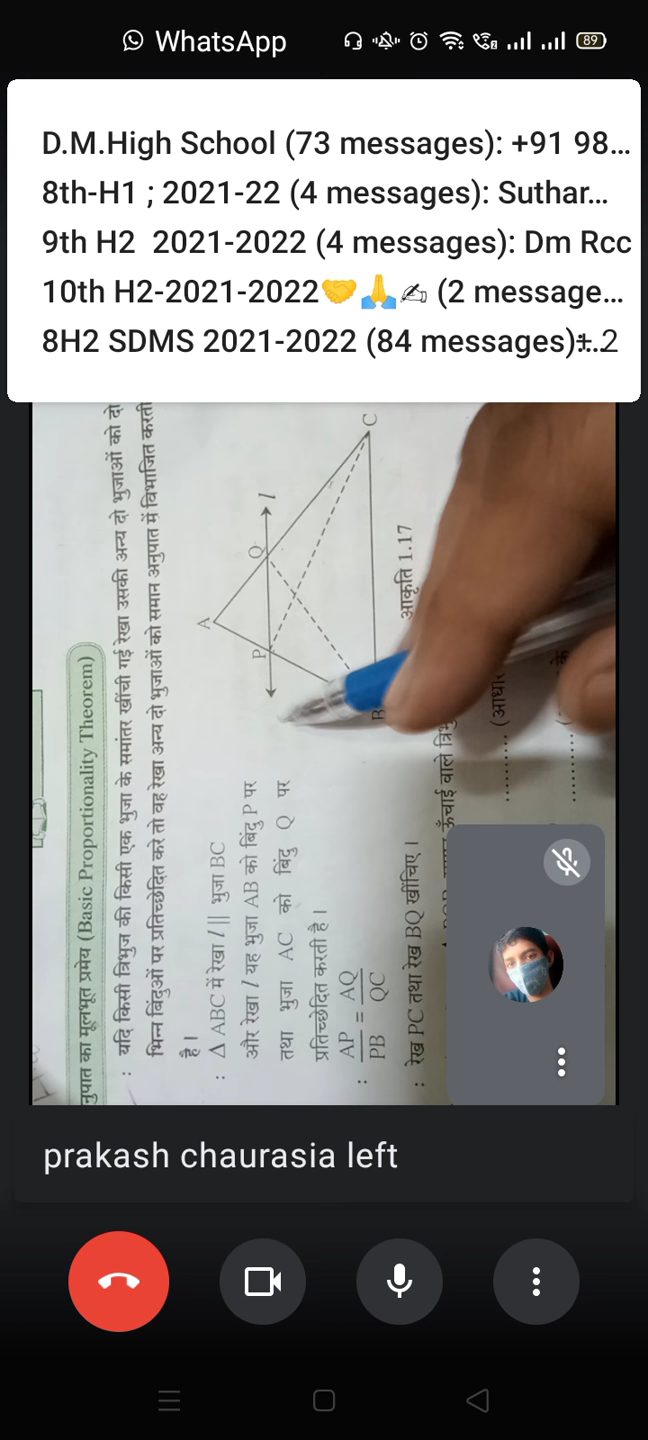 WhatsApp
89
D.M.High School (73 messages): +91 98...
8th-H1 ; 2021-22 (4 messages): Suthar...
9th H2 2021-2022 (4 messages): Dm Rcc
10th H2-2021-2022🤝🙏✍ (2 message...
8H2 SDMS 2021-2022 (84 messages):...
+ 2
नुपात का मूलभूत प्रमेय (Basic Proportionality Theorem)
: यदि किसी त्रिभुज की किसी एक भुजा के समांतर खींची गई रेखा उसकी अन्य दो भुजाओं को दो
भिन्न बिंदुओं पर प्रतिच्छेदित करे तो वह रेखा अन्य दो भुजाओं को समान अनुपात में विभाजित करती
है ।
: Δ ABC में रेखा l || भुजा BC
और रेखा l यह भुजा AB को बिंदु P पर
तथा भुजा AC को बिंदु Q पर
प्रतिच्छेदित करती है ।
: AP/PB = AQ/QC
: रेख PC तथा रेख BQ खींचिए ।
A
P
Q
l
B
C
आकृति 1.17
ऊँचाई वाले
.......... (आधार
.......... (
prakash chaurasia left